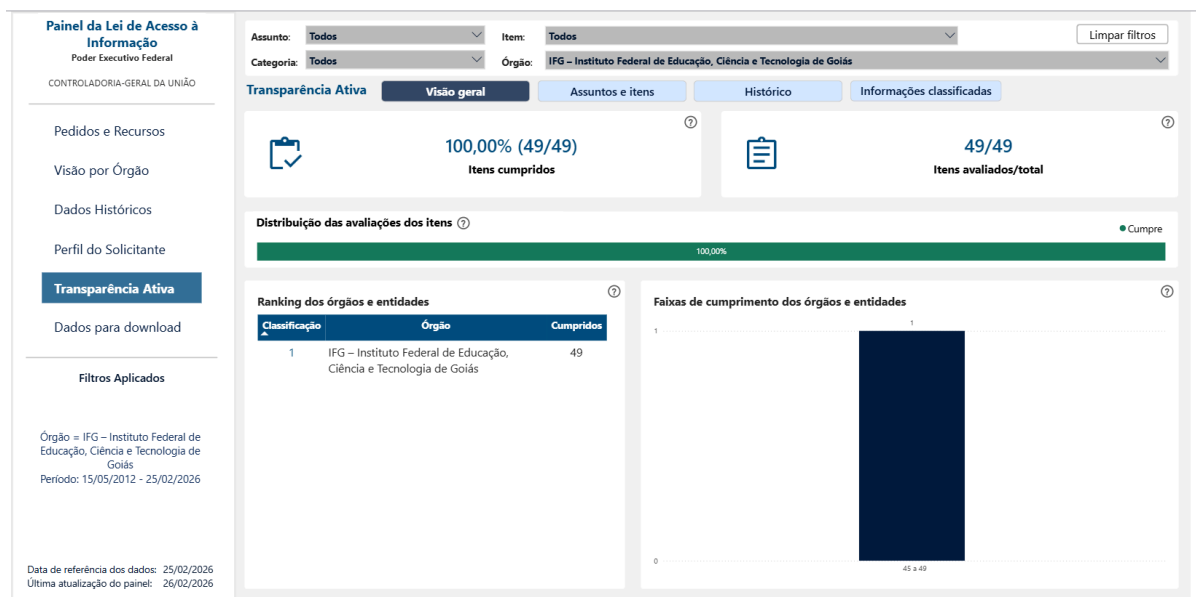 Painel da Lei de Acesso à
Informação
Poder Executivo Federal
CONTROLADORIA-GERAL DA UNIÃO
Pedidos e Recursos
Visão por Órgão
Dados Históricos
Perfil do Solicitante
Transparência Ativa
Dados para download
Filtros Aplicados
Órgão = IFG – Instituto Federal de
Educação, Ciência e Tecnologia de
Goiás
Período: 15/05/2012 - 25/02/2026
Data de referência dos dados: 25/02/2026
Última atualização do painel: 26/02/2026
Assunto: Todos
Item: Todos
Limpar filtros
Categoria: Todos
Órgão: IFG – Instituto Federal de Educação, Ciência e Tecnologia de Goiás
Transparência Ativa
Visão geral
Assuntos e itens
Histórico
Informações classificadas
100,00% (49/49)
Itens cumpridos
49/49
Itens avaliados/total
Distribuição das avaliações dos itens
Cumpre
100,00%
Ranking dos órgãos e entidades
Classificação Órgão Cumpridos
1 IFG – Instituto Federal de Educação, 49
Ciência e Tecnologia de Goiás
Faixas de cumprimento dos órgãos e entidades
1
1
0
45 a 49